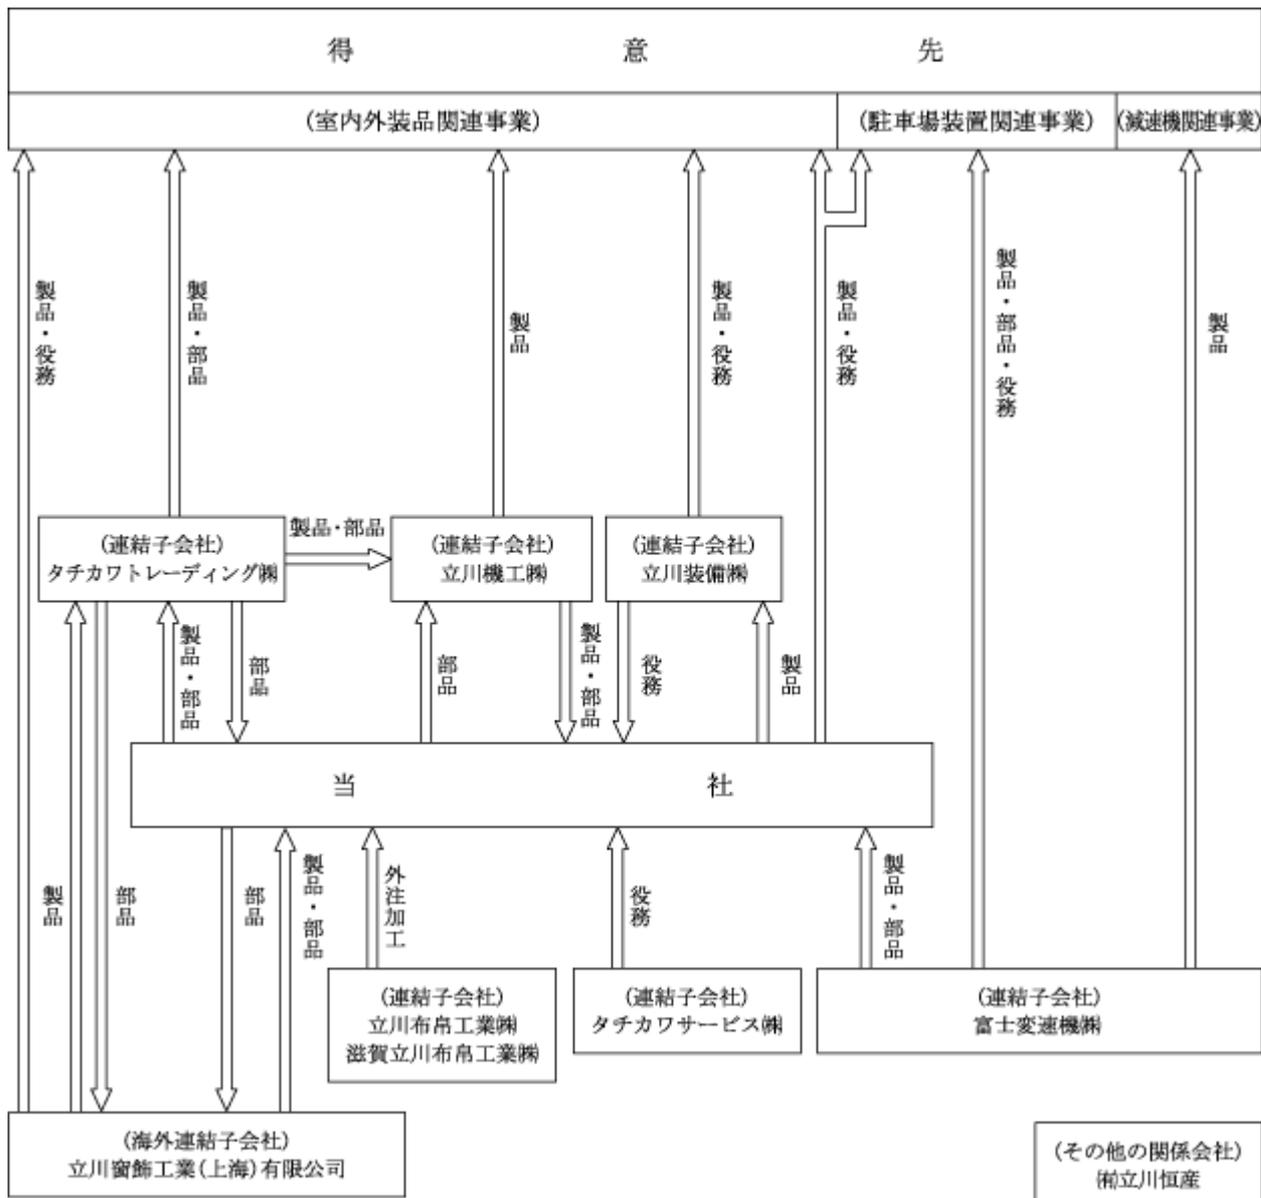 得意先
(室内外装品関連事業)
(駐車場装置関連事業)
(減速機関連事業)
製品・役務
製品・部品
製品
製品・役務
製品・役務
製品・部品・役務
製品
(連結子会社)
タチカワトレーディング㈱
製品・部品
(連結子会社)
立川機工㈱
(連結子会社)
立川装備㈱
製品・部品
部品
部品
製品・部品
役務
製品
当社
製品
部品
部品
製品・部品
外注加工
役務
製品・部品
(連結子会社)
立川布帛工業㈱
滋賀立川布帛工業㈱
(連結子会社)
タチカワサービス㈱
(連結子会社)
富士変速機㈱
(海外連結子会社)
立川窗飾工業(上海)有限公司
(その他の関係会社)
㈲立川恒産